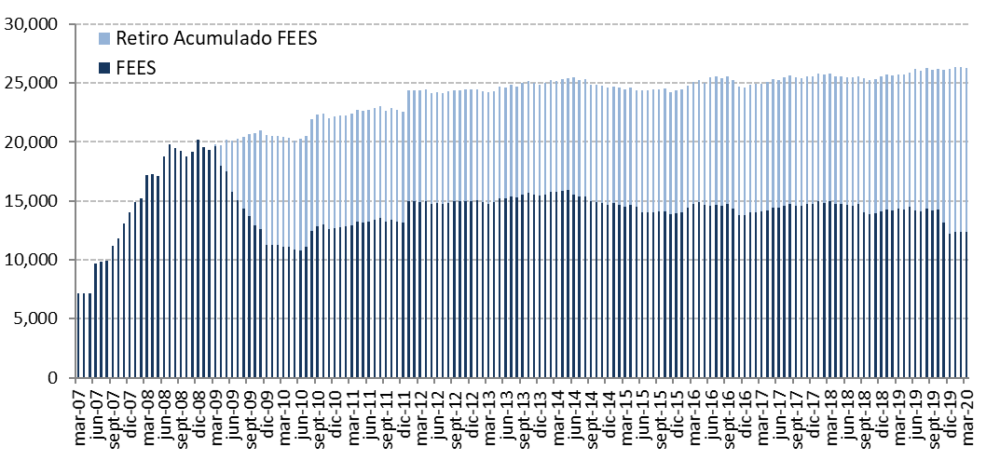 30,000
25,000
20,000
15,000
10,000
5,000
0
Retiro Acumulado FEES
FEES
mar-07
jun-07
sept-07
dic-07
mar-08
jun-08
sept-08
dic-08
mar-09
jun-09
sept-09
dic-09
mar-10
jun-10
sept-10
dic-10
mar-11
jun-11
sept-11
dic-11
mar-12
jun-12
sept-12
dic-12
mar-13
jun-13
sept-13
dic-13
mar-14
jun-14
sept-14
dic-14
mar-15
jun-15
sept-15
dic-15
mar-16
jun-16
sept-16
dic-16
mar-17
jun-17
sept-17
dic-17
mar-18
jun-18
sept-18
dic-18
mar-19
jun-19
sept-19
dic-19
mar-20